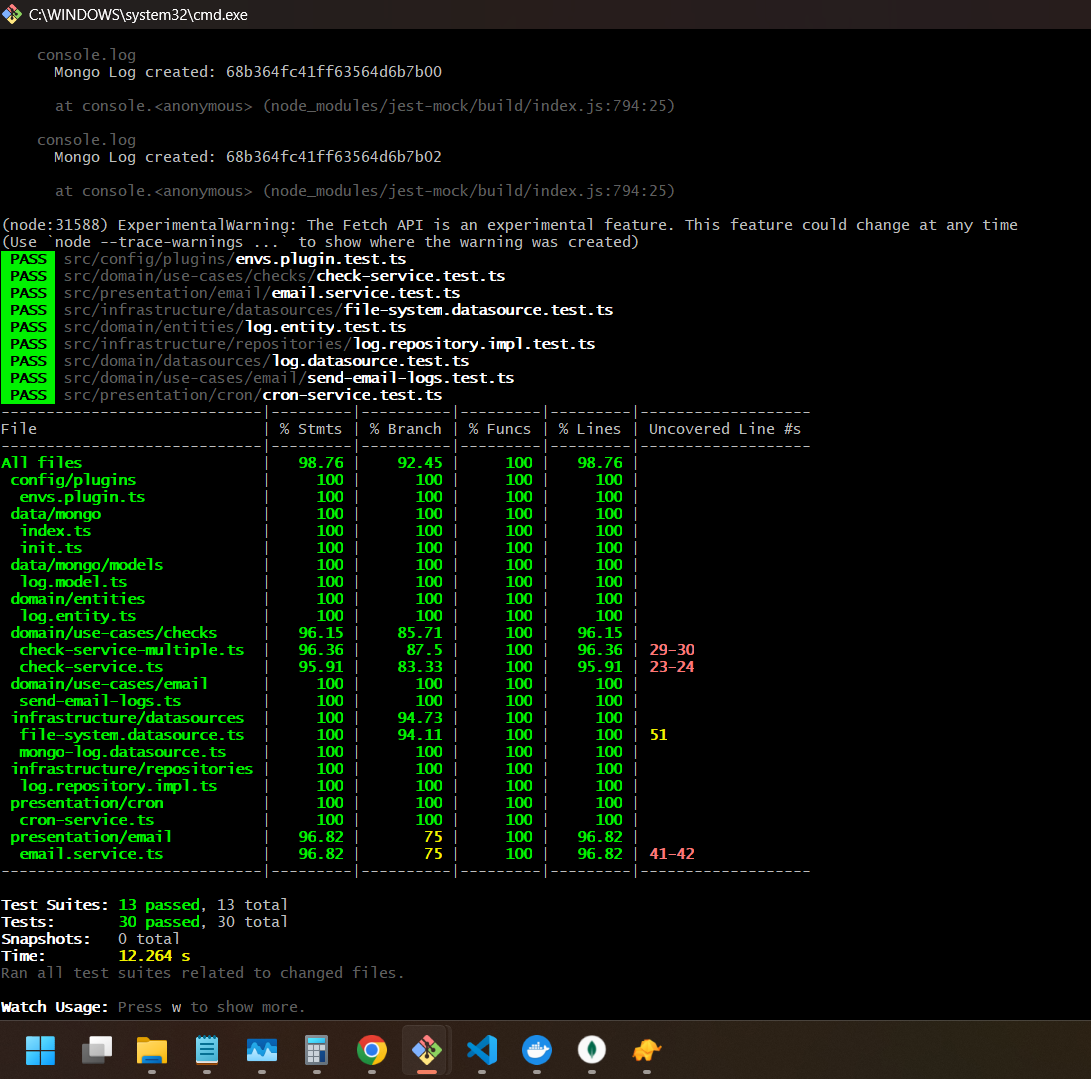 C:\WINDOWS\system32\cmd.exe
console.log
Mongo Log created: 68b364fc41ff63564d6b7b00
at console.<anonymous> (node_modules/jest-mock/build/index.js:794:25)
console.log
Mongo Log created: 68b364fc41ff63564d6b7b02
at console.<anonymous> (node_modules/jest-mock/build/index.js:794:25)
(node:31588) ExperimentalWarning: The Fetch API is an experimental feature. This feature could change at any time
(Use `node --trace-warnings ...` to show where the warning was created)
PASS src/config/plugins/envs.plugin.test.ts
PASS src/domain/use-cases/checks/check-service.test.ts
PASS src/presentation/email/email.service.test.ts
PASS src/infrastructure/datasources/file-system.datasource.test.ts
PASS src/domain/entities/log.entity.test.ts
PASS src/infrastructure/repositories/log.repository.impl.test.ts
PASS src/domain/datasources/log.datasource.test.ts
PASS src/domain/use-cases/email/send-email-logs.test.ts
PASS src/presentation/cron/cron-service.test.ts
-----------------------------|---------|----------|---------|---------|-------------------
File | % Stmts | % Branch | % Funcs | % Lines | Uncovered Line #s
-----------------------------|---------|----------|---------|---------|-------------------
All files | 98.76 | 92.45 | 100 | 98.76 |
config/plugins | 100 | 100 | 100 | 100 |
envs.plugin.ts | 100 | 100 | 100 | 100 |
data/mongo | 100 | 100 | 100 | 100 |
index.ts | 100 | 100 | 100 | 100 |
init.ts | 100 | 100 | 100 | 100 |
data/mongo/models | 100 | 100 | 100 | 100 |
log.model.ts | 100 | 100 | 100 | 100 |
domain/entities | 100 | 100 | 100 | 100 |
log.entity.ts | 100 | 100 | 100 | 100 |
domain/use-cases/checks | 96.15 | 85.71 | 100 | 96.15 |
check-service-multiple.ts | 96.36 | 87.5 | 100 | 96.36 | 29-30
check-service.ts | 95.91 | 83.33 | 100 | 95.91 | 23-24
domain/use-cases/email | 100 | 100 | 100 | 100 |
send-email-logs.ts | 100 | 100 | 100 | 100 |
infrastructure/datasources | 100 | 94.73 | 100 | 100 |
file-system.datasource.ts | 100 | 94.11 | 100 | 100 | 51
mongo-log.datasource.ts | 100 | 100 | 100 | 100 |
infrastructure/repositories | 100 | 100 | 100 | 100 |
log.repository.impl.ts | 100 | 100 | 100 | 100 |
presentation/cron | 100 | 100 | 100 | 100 |
cron-service.ts | 100 | 100 | 100 | 100 |
presentation/email | 96.82 | 75 | 100 | 96.82 |
email.service.ts | 96.82 | 75 | 100 | 96.82 | 41-42
-----------------------------|---------|----------|---------|---------|-------------------
Test Suites: 13 passed, 13 total
Tests: 30 passed, 30 total
Snapshots: 0 total
Time: 12.264 s
Ran all test suites related to changed files.
Watch Usage: Press w to show more.